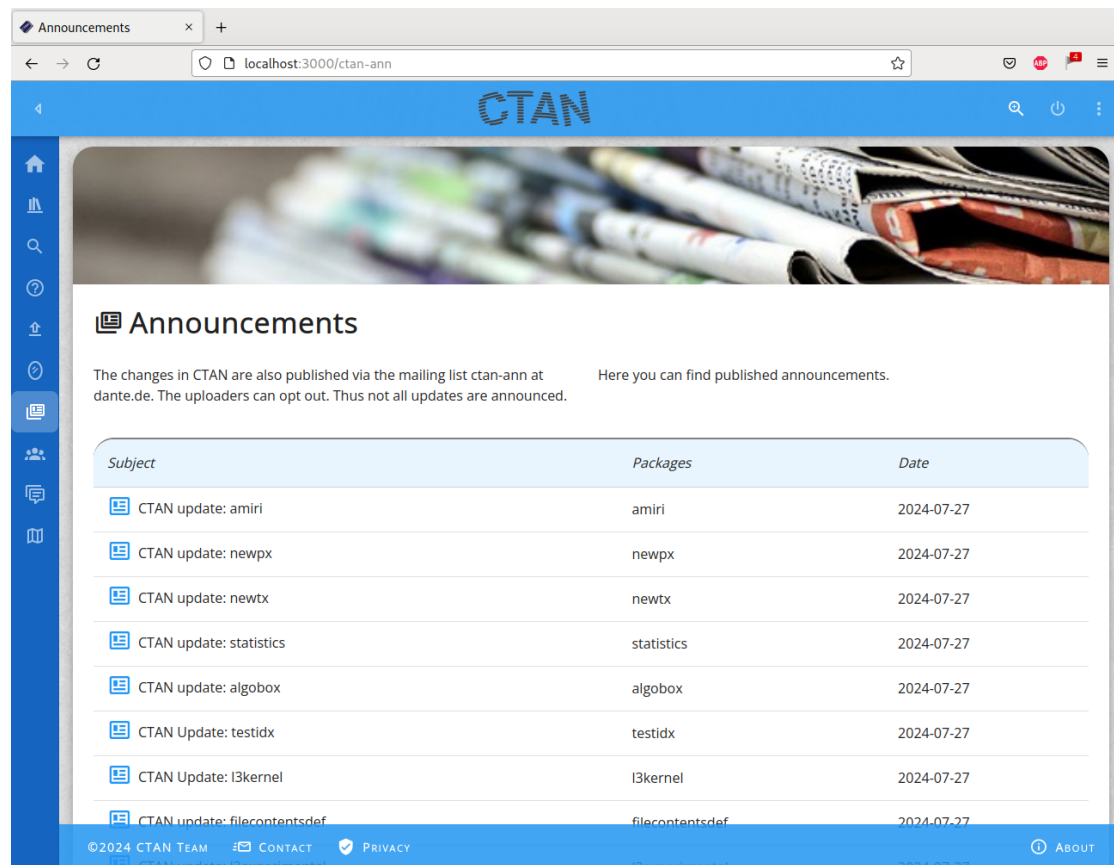 Announcements
localhost:3000/ctan-ann
ABP
4
CTAN
Announcements
The changes in CTAN are also published via the mailing list ctan-ann at
dante.de. The uploaders can opt out. Thus not all updates are announced.
Here you can find published announcements.
Subject Packages Date
CTAN update: amiri amiri 2024-07-27
CTAN update: newpx newpx 2024-07-27
CTAN update: newtx newtx 2024-07-27
CTAN update: statistics statistics 2024-07-27
CTAN update: algobox algobox 2024-07-27
CTAN Update: testidx testidx 2024-07-27
CTAN Update: l3kernel l3kernel 2024-07-27
CTAN update: filecontentsdef filecontentsdef 2024-07-27
©2024 CTAN Team Contact Privacy About